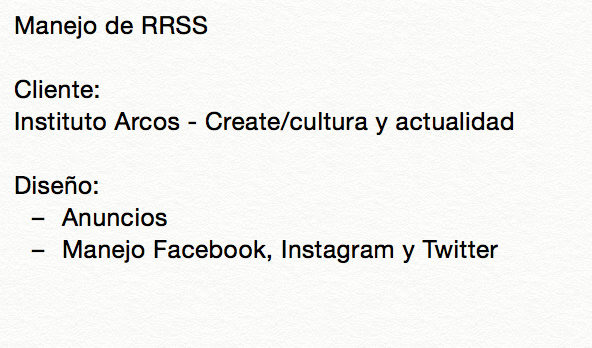 Manejo de RRSS
Cliente:
Instituto Arcos - Create/cultura y actualidad
Diseño:
– Anuncios
– Manejo Facebook, Instagram y Twitter